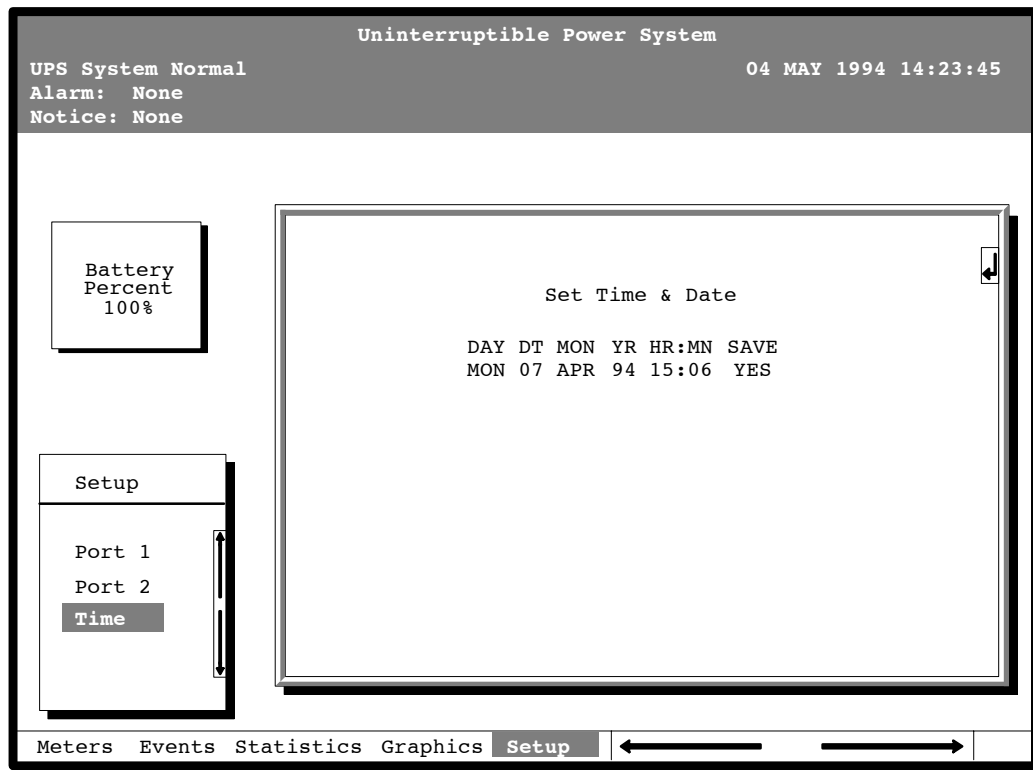 Uninterruptible Power System
UPS System Normal 04 MAY 1994 14:23:45
Alarm: None
Notice: None
Battery
Percent
100%
Set Time & Date
DAY DT MON YR HR:MN SAVE
MON 07 APR 94 15:06 YES
Setup
Port 1
Port 2
Time
Meters Events Statistics Graphics Setup